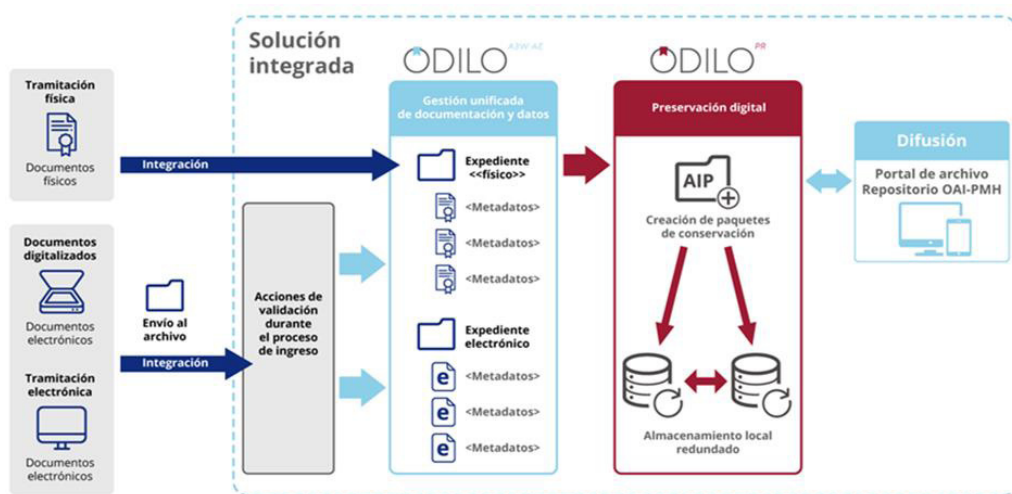 Solución
integrada
ODILO A3W-AE
ODILO PR
Tramitación
física
Documentos
físicos
Integración
Documentos
digitalizados
Documentos
electrónicos
Envío al
archivo
Integración
Tramitación
electrónica
Documentos
electrónicos
Acciones de
validación
durante
el proceso
de ingreso
Gestión unificada
de documentación y datos
Expediente
<<físico>>
<Metadatos>
<Metadatos>
<Metadatos>
Expediente
electrónico
e <Metadatos>
e <Metadatos>
e <Metadatos>
Preservación digital
AIP
Creación de paquetes
de conservación
Almacenamiento local
redundado
Difusión
Portal de archivo
Repositorio OAI-PMH